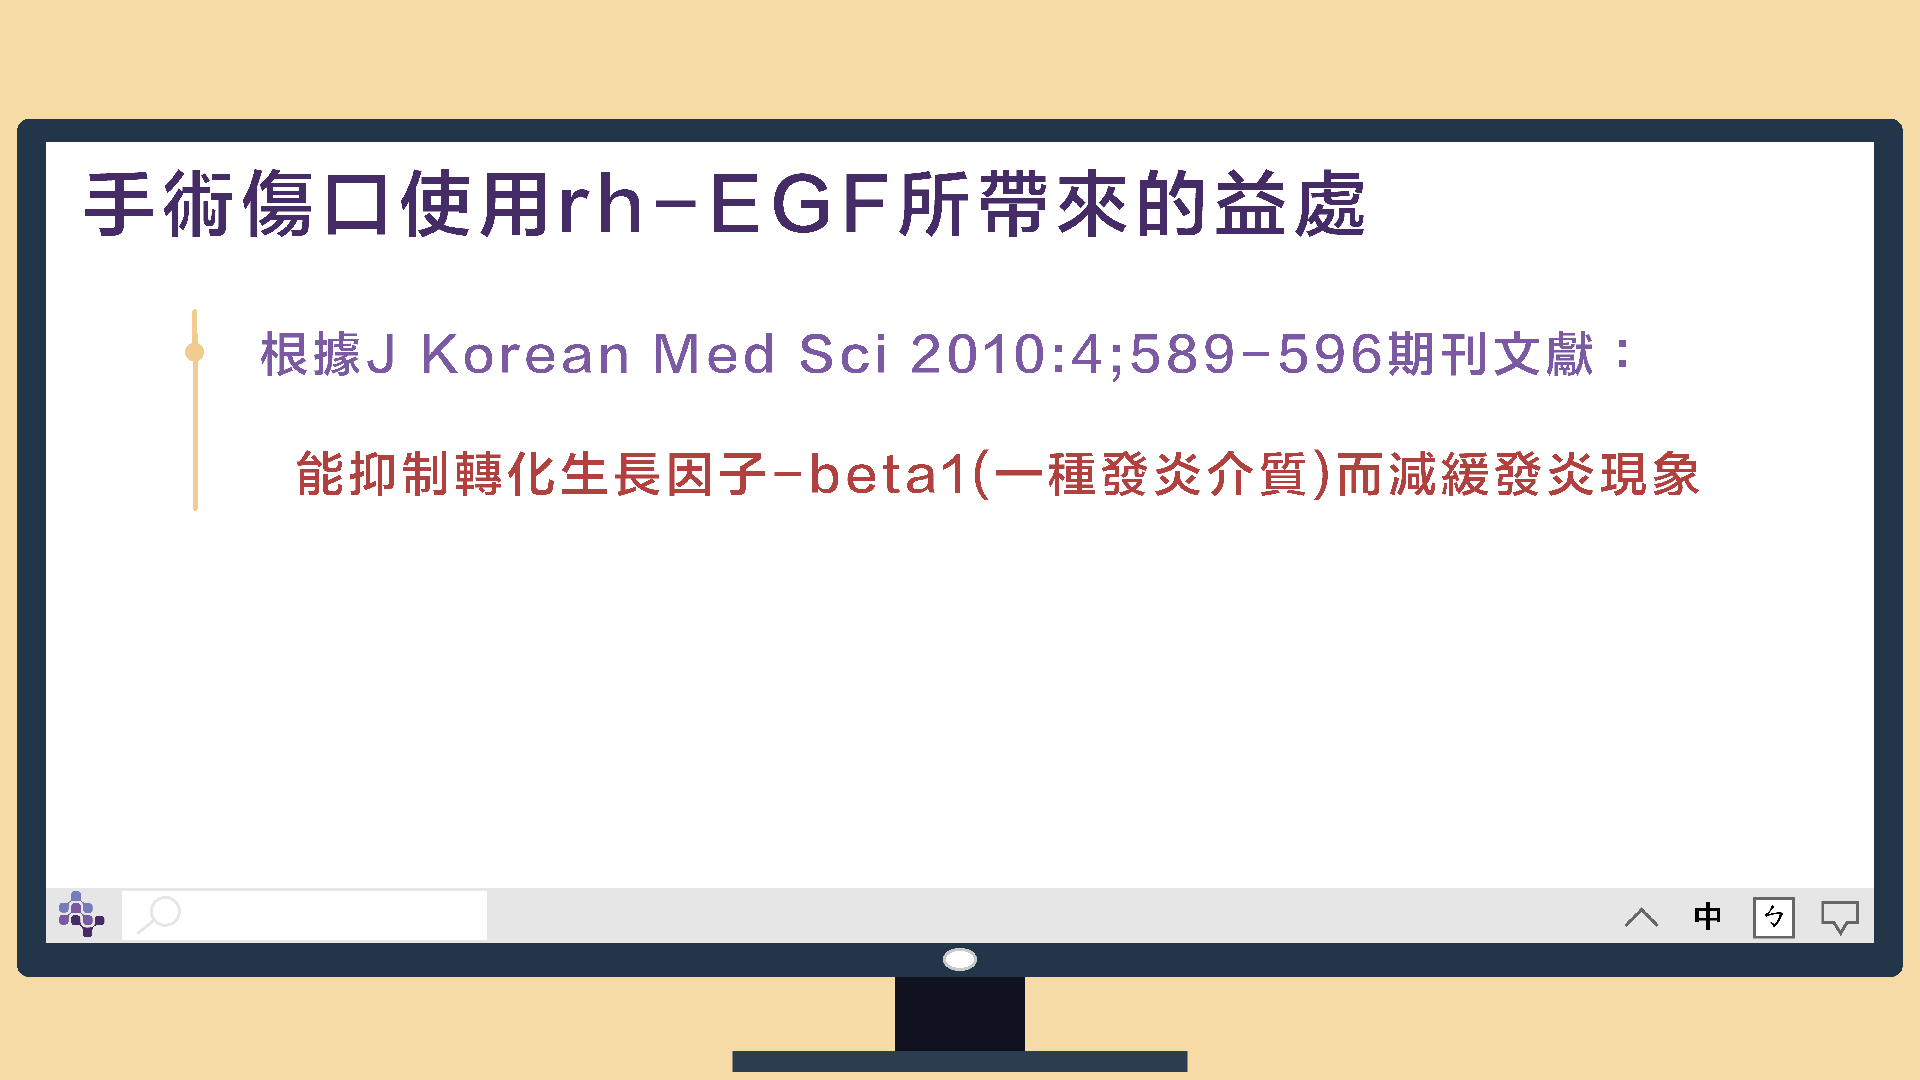 手術傷口使用rh-EGF所帶來的益處
根據J Korean Med Sci 2010:4;589-596期刊文獻：
能抑制轉化生長因子-beta1(一種發炎介質)而減緩發炎現象
中 ㄅ